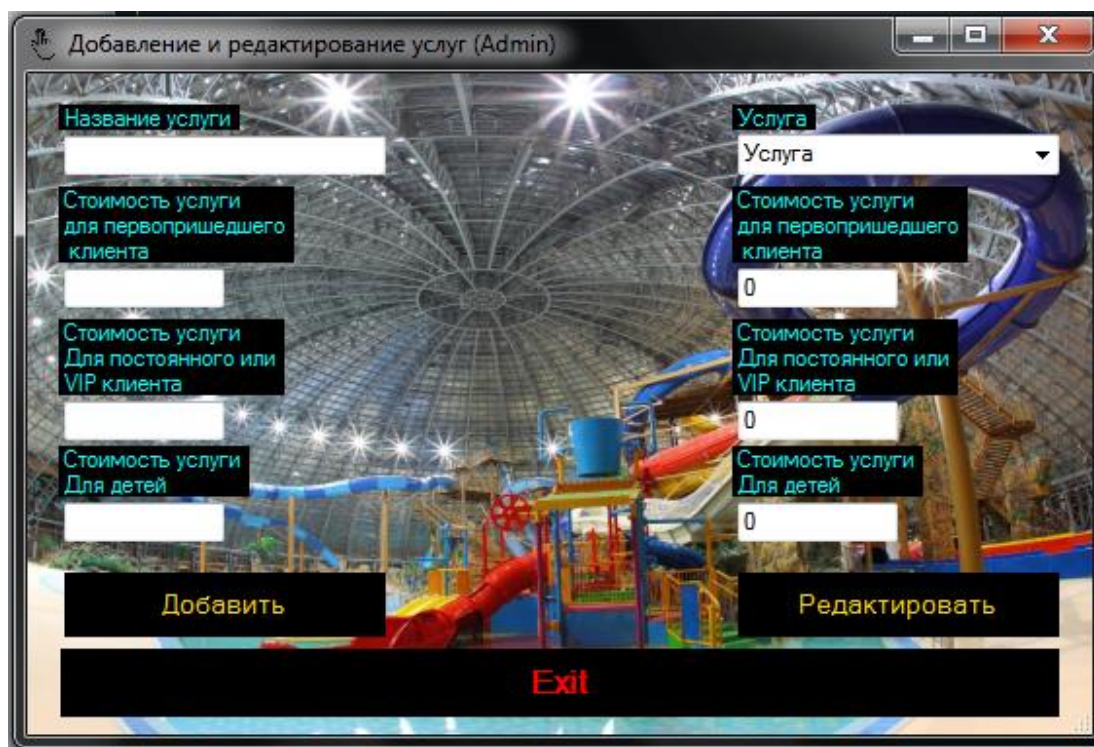 Добавление и редактирование услуг (Admin)
Название услуги
Стоимость услуги
для первопришедшего
клиента
Стоимость услуги
Для постоянного или
VIP клиента
Стоимость услуги
Для детей
Добавить
Услуга
Услуга
Стоимость услуги
для первопришедшего
клиента
0
Стоимость услуги
Для постоянного или
VIP клиента
0
Стоимость услуги
Для детей
0
Редактировать
Exit